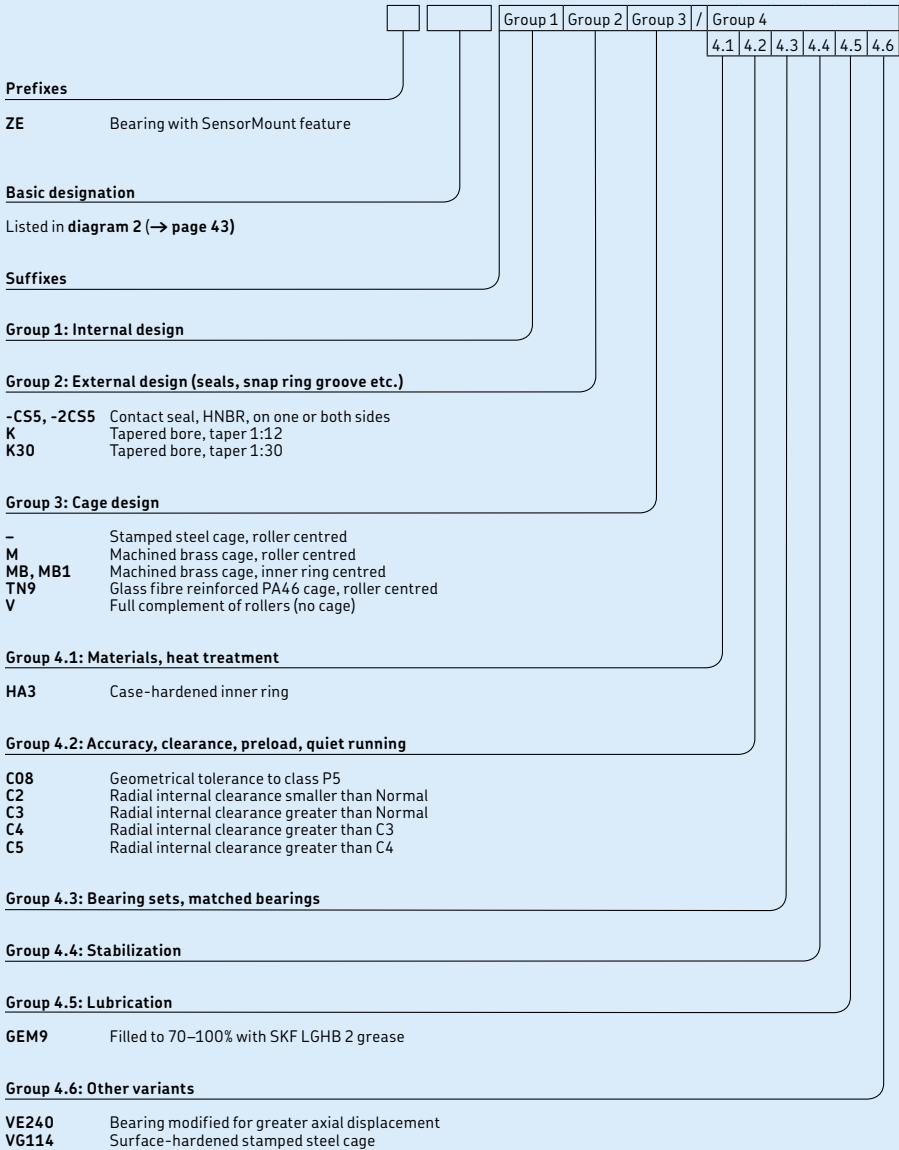 Group 1 Group 2 Group 3 / Group 4
4.1 4.2 4.3 4.4 4.5 4.6
Prefixes
ZE Bearing with SensorMount feature
Basic designation
Listed in diagram 2 (→ page 43)
Suffixes
Group 1: Internal design
Group 2: External design (seals, snap ring groove etc.)
-CS5, -2CS5 Contact seal, HNBR, on one or both sides
K Tapered bore, taper 1:12
K30 Tapered bore, taper 1:30
Group 3: Cage design
– Stamped steel cage, roller centred
M Machined brass cage, roller centred
MB, MB1 Machined brass cage, inner ring centred
TN9 Glass fibre reinforced PA46 cage, roller centred
V Full complement of rollers (no cage)
Group 4.1: Materials, heat treatment
HA3 Case-hardened inner ring
Group 4.2: Accuracy, clearance, preload, quiet running
C08 Geometrical tolerance to class P5
C2 Radial internal clearance smaller than Normal
C3 Radial internal clearance greater than Normal
C4 Radial internal clearance greater than C3
C5 Radial internal clearance greater than C4
Group 4.3: Bearing sets, matched bearings
Group 4.4: Stabilization
Group 4.5: Lubrication
GEM9 Filled to 70–100% with SKF LGHB 2 grease
Group 4.6: Other variants
VE240 Bearing modified for greater axial displacement
VG114 Surface-hardened stamped steel cage